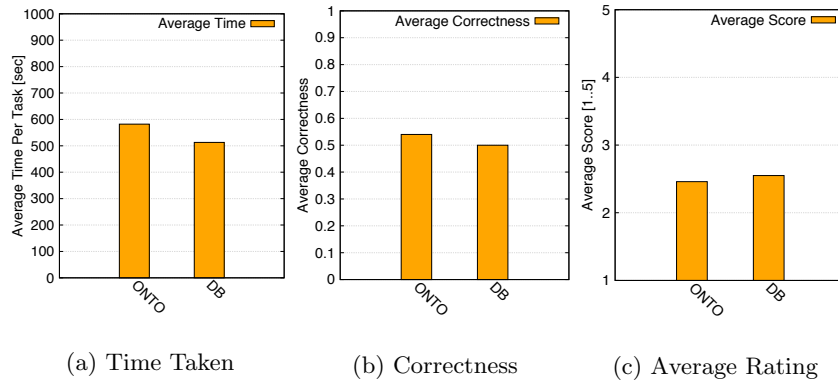 Average Time
Average Time Per Task [sec]
1000
900
800
700
600
500
400
300
200
100
0
ONTO
DB
(a) Time Taken
Average Correctness
Average Correctness
1
0.9
0.8
0.7
0.6
0.5
0.4
0.3
0.2
0.1
0
ONTO
DB
(b) Correctness
Average Score
Average Score [1..5]
5
4
3
2
1
ONTO
DB
(c) Average Rating